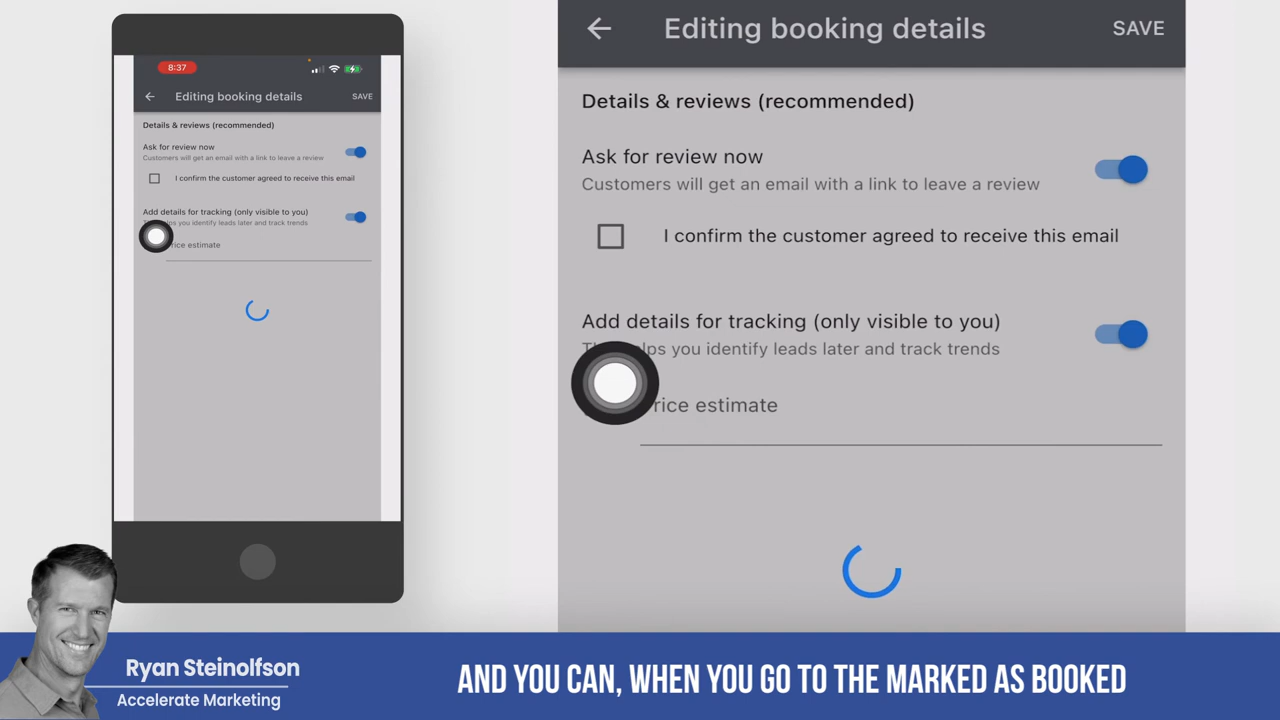 8:37
Editing booking details
SAVE
Details & reviews (recommended)
Ask for review now
Customers will get an email with a link to leave a review
I confirm the customer agreed to receive this email
Add details for tracking (only visible to you)
helps you identify leads later and track trends
rice estimate
Editing booking details
SAVE
Details & reviews (recommended)
Ask for review now
Customers will get an email with a link to leave a review
I confirm the customer agreed to receive this email
Add details for tracking (only visible to you)
helps you identify leads later and track trends
rice estimate
Ryan Steinolfson
Accelerate Marketing
AND YOU CAN, WHEN YOU GO TO THE MARKED AS BOOKED